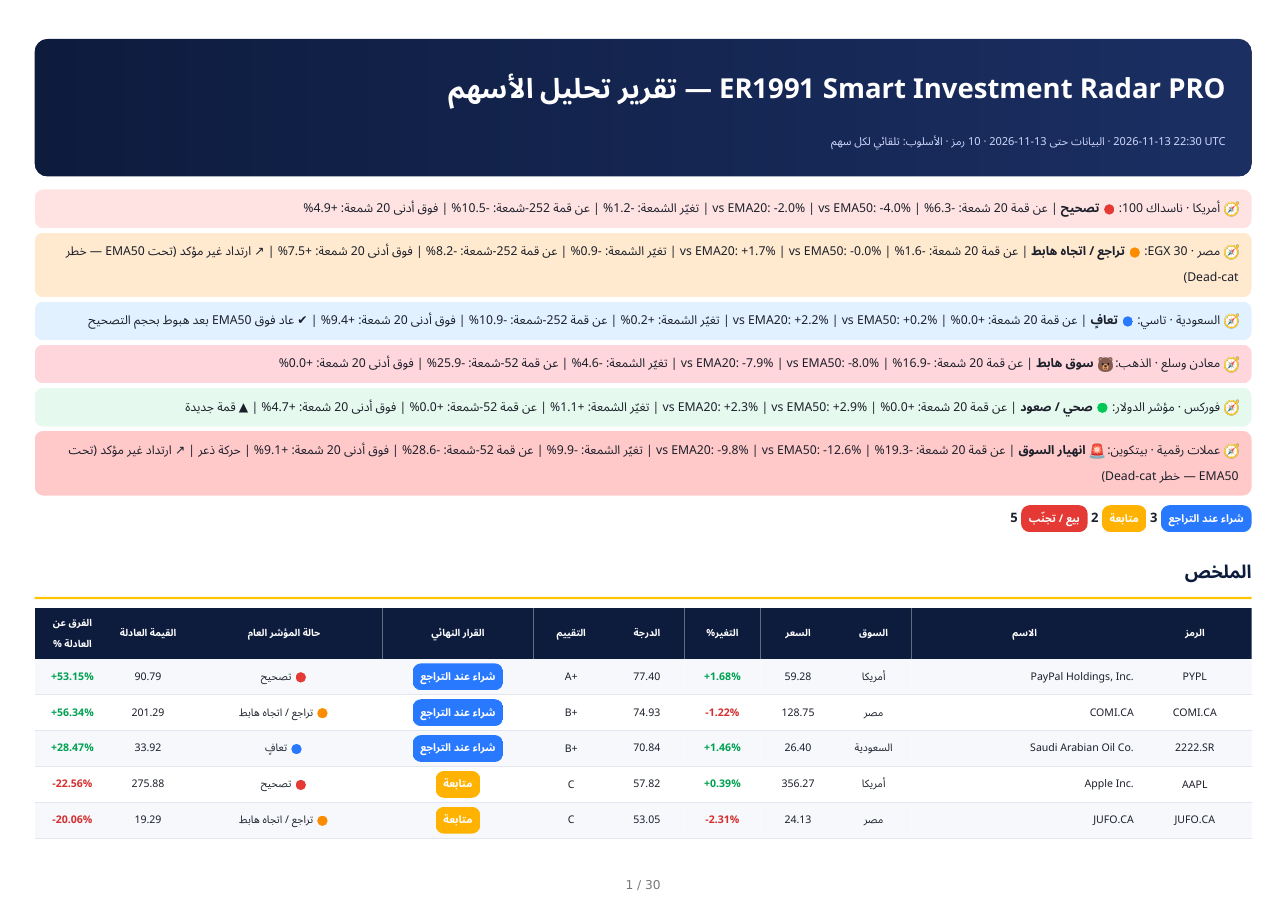 ER1991 Smart Investment Radar PRO — تقرير تحليل الأسهم
2026-11-13 22:30 UTC · البيانات حتى 13-11-2026 · 10 رمز · الأسلوب: تلقائي لكل سهم
🧭 أمريكا · ناسداك 100: 🔴 تصحيح | عن قمة 20 شمعة: -6.3% | vs EMA50: -4.0% | vs EMA20: -2.0% | تغيّر الشمعة: -1.2% | عن قمة 252-شمعة: -10.5% | فوق أدنى 20 شمعة: +4.9%
🧭 مصر · EGX 30: 🟠 تراجع / اتجاه هابط | عن قمة 20 شمعة: -1.6% | vs EMA50: -0.0% | vs EMA20: +1.7% | تغيّر الشمعة: -0.9% | عن قمة 252-شمعة: -8.2% | فوق أدنى 20 شمعة: +7.5% | ↗ ارتداد غير مؤكد (تحت EMA50 — خطر
Dead-cat)
🧭 السعودية · تاسي: 🔵 تعافٍ | عن قمة 20 شمعة: +0.0% | vs EMA50: +0.2% | vs EMA20: +2.2% | تغيّر الشمعة: +0.2% | عن قمة 252-شمعة: -10.9% | فوق أدنى 20 شمعة: +9.4% | ✔ عاد فوق EMA50 بعد هبوط بحجم التصحيح
🧭 معادن وسلع · الذهب: 🐻 سوق هابط | عن قمة 20 شمعة: -16.9% | vs EMA50: -8.0% | vs EMA20: -7.9% | تغيّر الشمعة: -4.6% | عن قمة 52-شمعة: -25.9% | فوق أدنى 20 شمعة: +0.0%
🧭 فوركس · مؤشر الدولار: 🟢 صحي / صعود | عن قمة 20 شمعة: +0.0% | vs EMA50: +2.9% | vs EMA20: +2.3% | تغيّر الشمعة: +1.1% | عن قمة 52-شمعة: +0.0% | فوق أدنى 20 شمعة: +4.7% | ▲ قمة جديدة
🧭 عملات رقمية · بيتكوين: 🚨 انهيار السوق | عن قمة 20 شمعة: -19.3% | vs EMA50: -12.6% | vs EMA20: -9.8% | تغيّر الشمعة: -9.9% | عن قمة 52-شمعة: -28.6% | فوق أدنى 20 شمعة: +9.1% | حركة ذعر | ↗ ارتداد غير مؤكد (تحت
EMA50 — خطر Dead-cat)
شراء عند التراجع 3 متابعة 2 بيع / تجنّب 5
الملخص
الرمز الاسم السوق السعر التغير% الدرجة التقييم القرار النهائي حالة المؤشر العام القيمة العادلة الفرق عن العادلة %
PYPL PayPal Holdings, Inc. أمريكا 59.28 +1.68% 77.40 A+ شراء عند التراجع 🔴 تصحيح 90.79 +53.15%
COMI.CA COMI.CA مصر 128.75 -1.22% 74.93 B+ شراء عند التراجع 🟠 تراجع / اتجاه هابط 201.29 +56.34%
2222.SR Saudi Arabian Oil Co. السعودية 26.40 +1.46% 70.84 B+ شراء عند التراجع 🔵 تعافٍ 33.92 +28.47%
AAPL Apple Inc. أمريكا 356.27 +0.39% 57.82 C متابعة 🔴 تصحيح 275.88 -22.56%
JUFO.CA JUFO.CA مصر 24.13 -2.31% 53.05 C متابعة 🟠 تراجع / اتجاه هابط 19.29 -20.06%
1 / 30